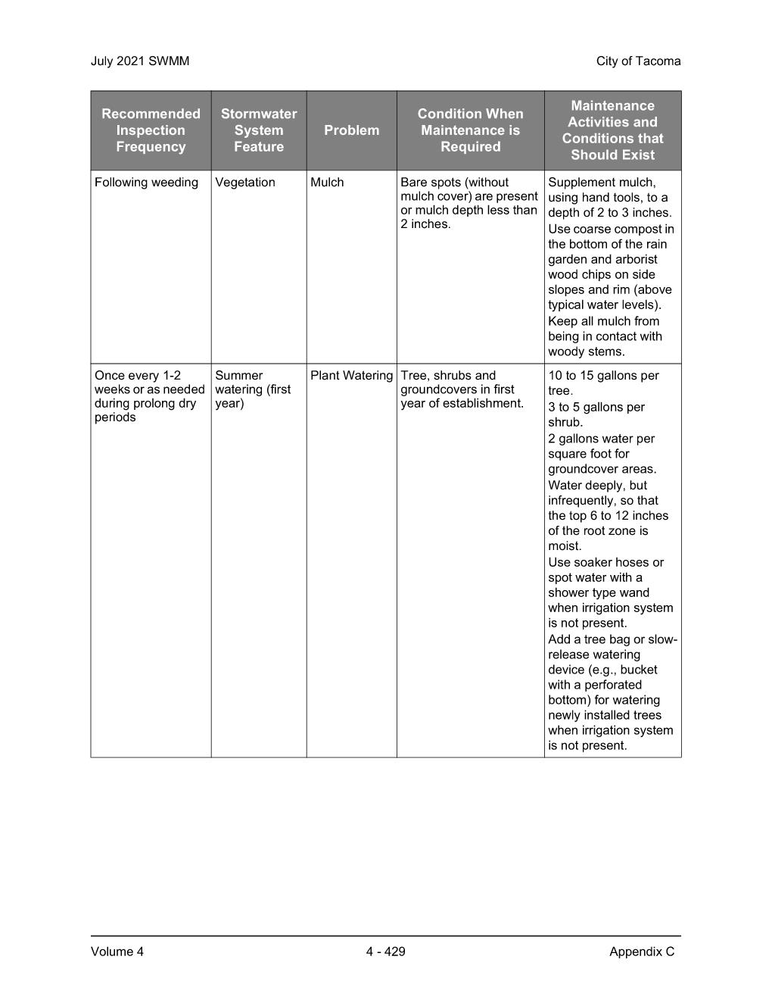 July 2021 SWMM
City of Tacoma
Recommended
Inspection
Frequency
Stormwater
System
Feature
Problem
Condition When
Maintenance is
Required
Maintenance
Activities and
Conditions that
Should Exist
Following weeding
Vegetation
Mulch
Bare spots (without
mulch cover) are present
or mulch depth less than
2 inches.
Supplement mulch,
using hand tools, to a
depth of 2 to 3 inches.
Use coarse compost in
the bottom of the rain
garden and arborist
wood chips on side
slopes and rim (above
typical water levels).
Keep all mulch from
being in contact with
woody stems.
Once every 1-2
weeks or as needed
during prolong dry
periods
Summer
watering (first
year)
Plant Watering
Tree, shrubs and
groundcovers in first
year of establishment.
10 to 15 gallons per
tree.
3 to 5 gallons per
shrub.
2 gallons water per
square foot for
groundcover areas.
Water deeply, but
infrequently, so that
the top 6 to 12 inches
of the root zone is
moist.
Use soaker hoses or
spot water with a
shower type wand
when irrigation system
is not present.
Add a tree bag or slow-
release watering
device (e.g., bucket
with a perforated
bottom) for watering
newly installed trees
when irrigation system
is not present.
Volume 4
4 - 429
Appendix C